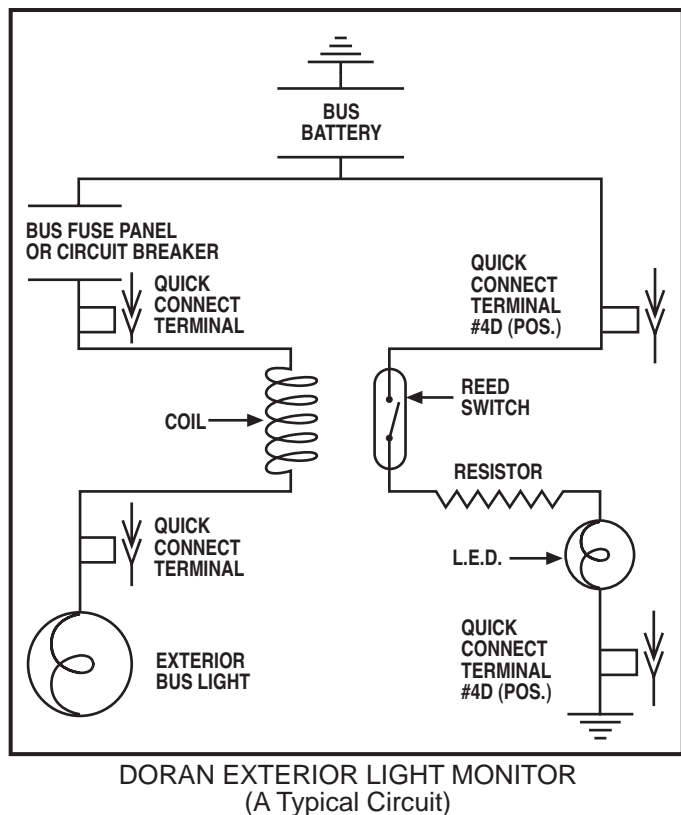 BUS
BATTERY
BUS FUSE PANEL
OR CIRCUIT BREAKER
QUICK
CONNECT
TERMINAL
QUICK
CONNECT
TERMINAL
#4D (POS.)
COIL
REED
SWITCH
RESISTOR
QUICK
CONNECT
TERMINAL
L.E.D.
EXTERIOR
BUS LIGHT
QUICK
CONNECT
TERMINAL
#4D (POS.)
DORAN EXTERIOR LIGHT MONITOR
(A Typical Circuit)